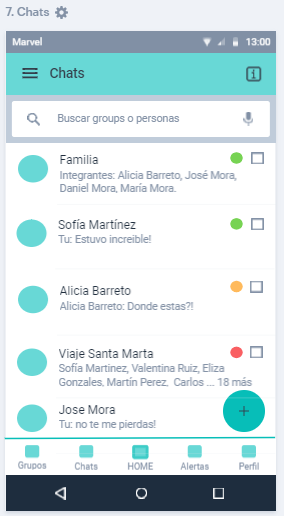 7. Chats
Marvel 13:00
Chats
Buscar groups o personas
Familia
Integrantes: Alicia Barreto, José Mora,
Daniel Mora, María Mora.
Sofía Martínez
Tu: Estuvo increible!
Alicia Barreto
Alicia Barreto: Donde estas?!
Viaje Santa Marta
Sofía Martinez, Valentina Ruiz, Eliza
Gonzales, Martín Perez, Carlos ... 18 más
Jose Mora
Tu: no te me pierdas!
+
Grupos Chats HOME Alertas Perfil